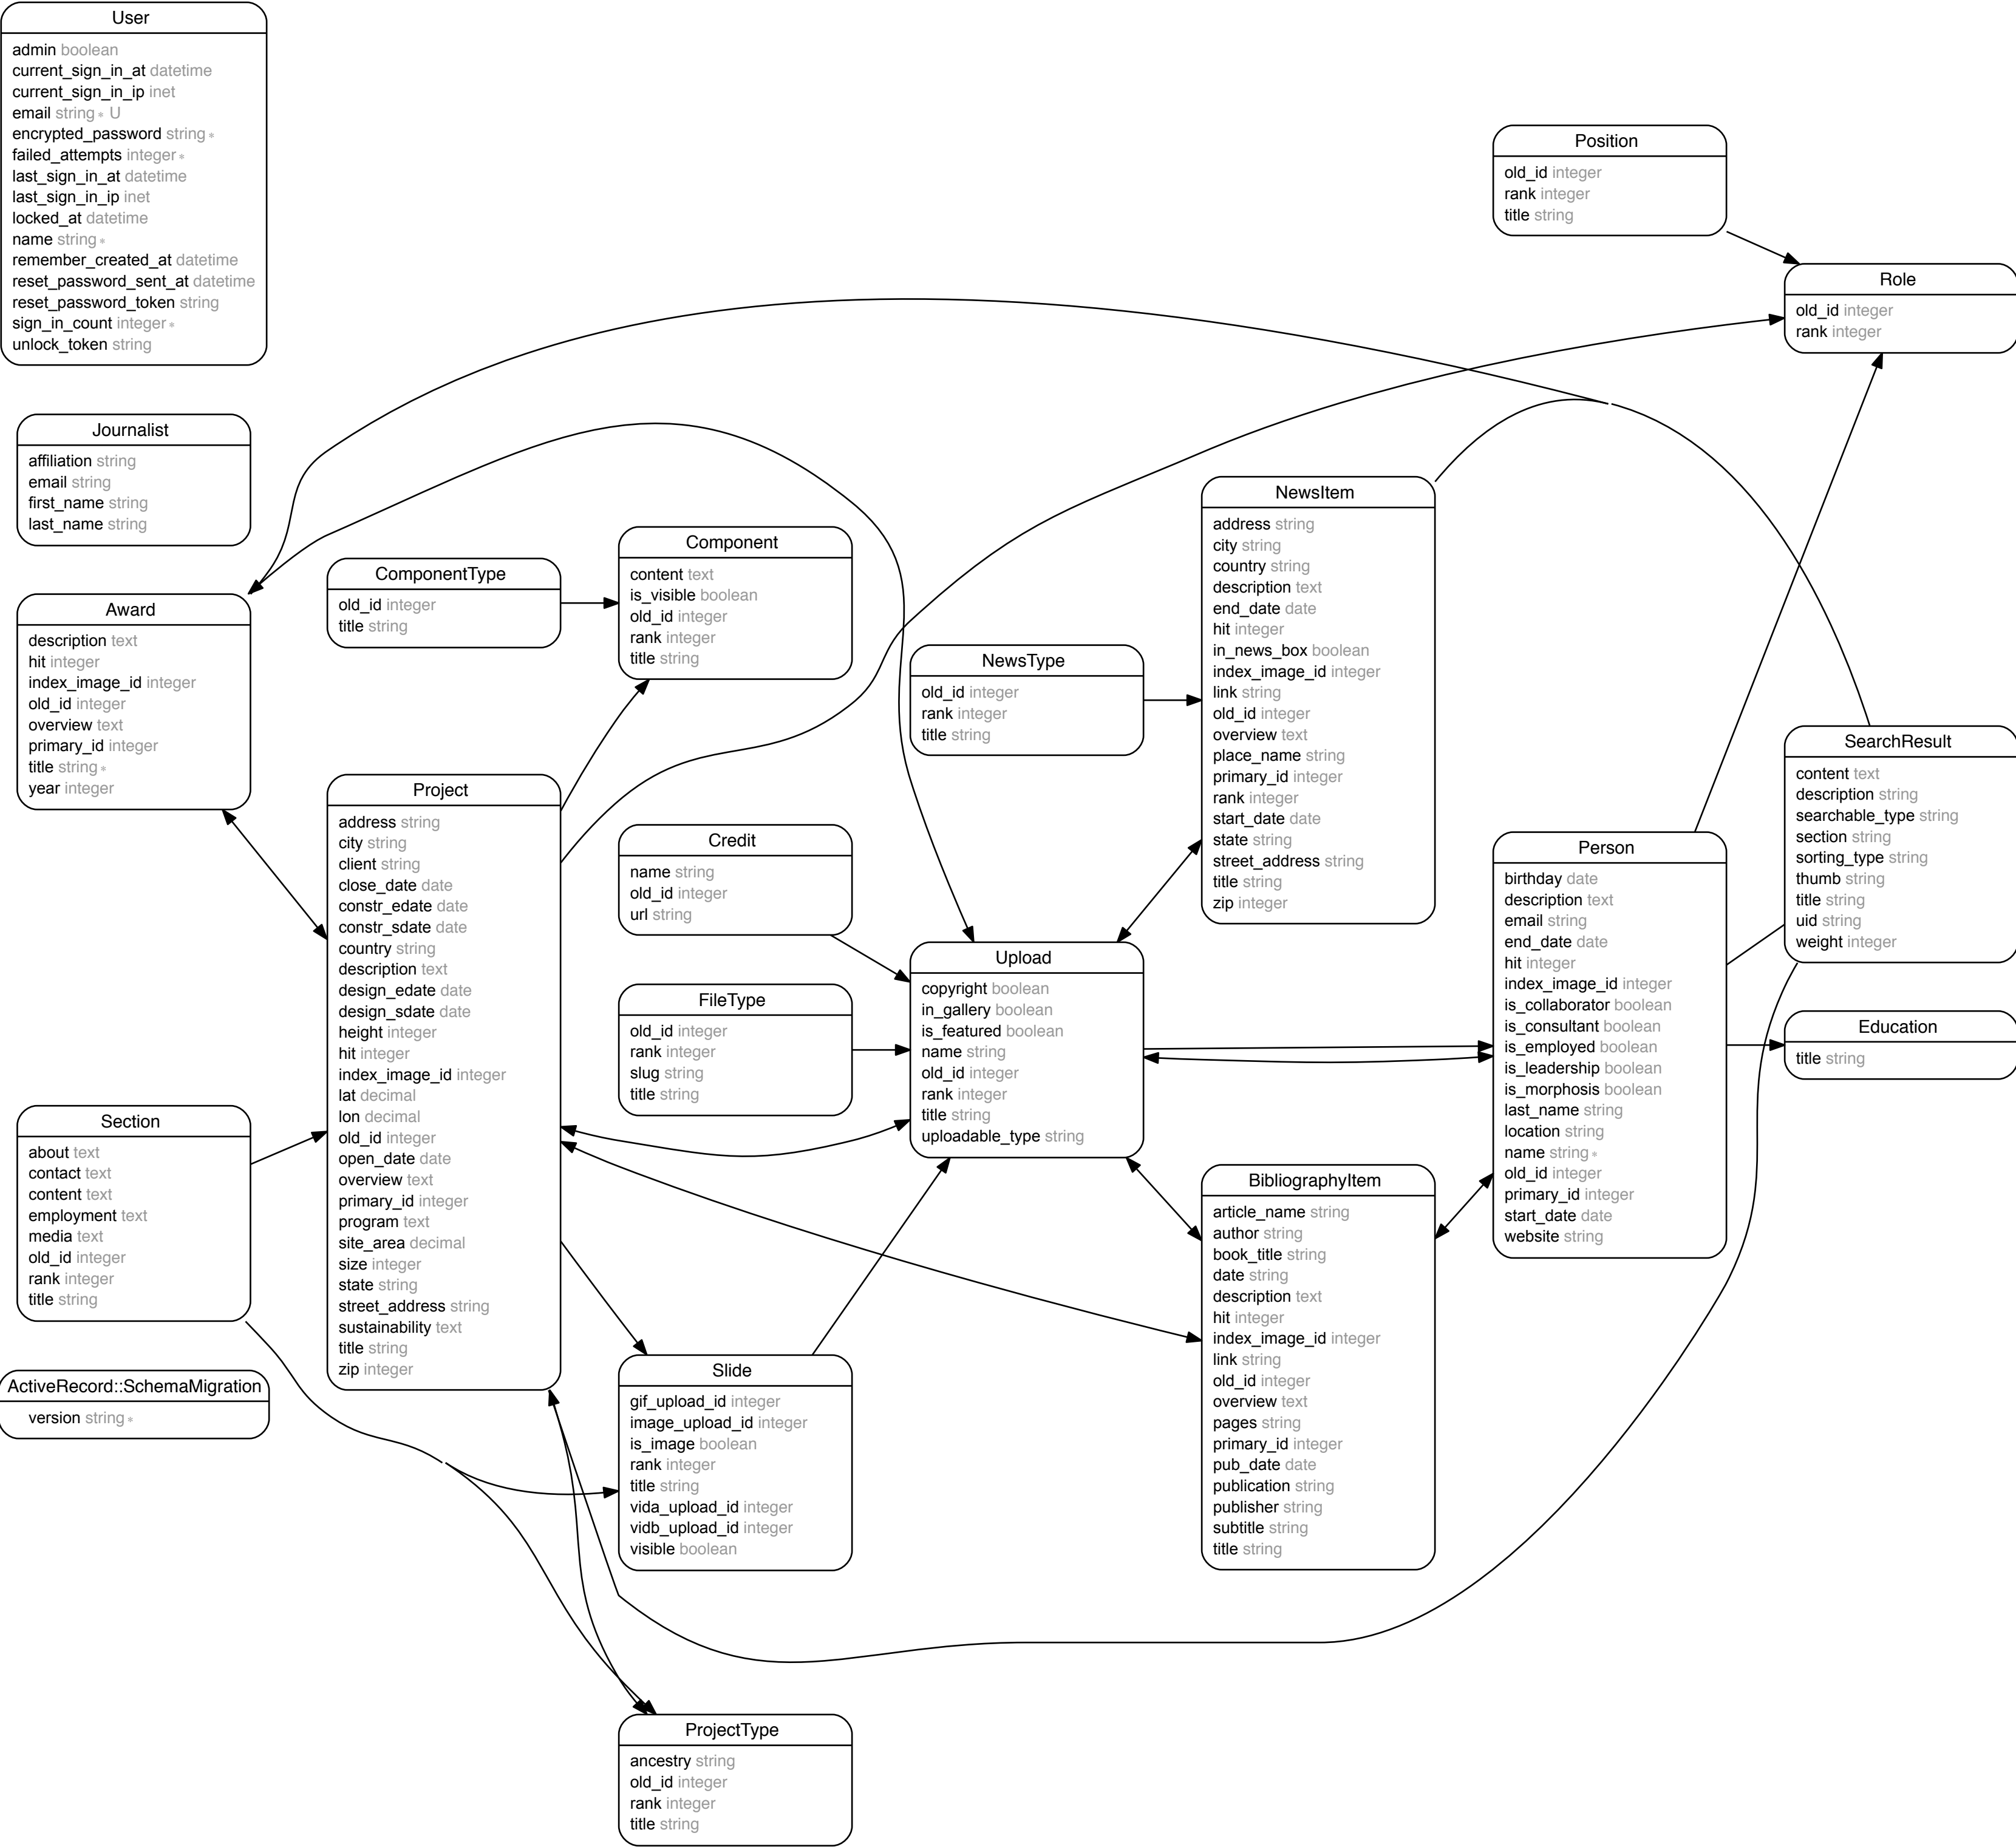 User
admin boolean
current_sign_in_at datetime
current_sign_in_ip inet
email string * U
encrypted_password string *
failed_attempts integer *
last_sign_in_at datetime
last_sign_in_ip inet
locked_at datetime
name string *
remember_created_at datetime
reset_password_sent_at datetime
reset_password_token string
sign_in_count integer *
unlock_token string
Position
old_id integer
rank integer
title string
Role
old_id integer
rank integer
Journalist
affiliation string
email string
first_name string
last_name string
Award
description text
hit integer
index_image_id integer
old_id integer
overview text
primary_id integer
title string *
year integer
ComponentType
old_id integer
title string
Component
content text
is_visible boolean
old_id integer
rank integer
title string
NewsType
old_id integer
rank integer
title string
NewsItem
address string
city string
country string
description text
end_date date
hit integer
in_news_box boolean
index_image_id integer
link string
old_id integer
overview text
place_name string
primary_id integer
rank integer
start_date date
state string
street_address string
title string
zip integer
SearchResult
content text
description string
searchable_type string
section string
sorting_type string
thumb string
title string
uid string
weight integer
Project
address string
city string
client string
close_date date
constr_edate date
constr_sdate date
country string
description text
design_edate date
design_sdate date
height integer
hit integer
index_image_id integer
lat decimal
lon decimal
old_id integer
open_date date
overview text
primary_id integer
program text
site_area decimal
size integer
state string
street_address string
sustainability text
title string
zip integer
Credit
name string
old_id integer
url string
FileType
old_id integer
rank integer
slug string
title string
Upload
copyright boolean
in_gallery boolean
is_featured boolean
name string
old_id integer
rank integer
title string
uploadable_type string
Person
birthday date
description text
email string
end_date date
hit integer
index_image_id integer
is_collaborator boolean
is_consultant boolean
is_employed boolean
is_leadership boolean
is_morphosis boolean
last_name string
location string
name string *
old_id integer
primary_id integer
start_date date
website string
Education
title string
Section
about text
contact text
content text
employment text
media text
old_id integer
rank integer
title string
BibliographyItem
article_name string
author string
book_title string
date string
description text
hit integer
index_image_id integer
link string
old_id integer
overview text
pages string
primary_id integer
pub_date date
publication string
publisher string
subtitle string
title string
ActiveRecord::SchemaMigration
version string *
Slide
gif_upload_id integer
image_upload_id integer
is_image boolean
rank integer
title string
vida_upload_id integer
vidb_upload_id integer
visible boolean
ProjectType
ancestry string
old_id integer
rank integer
title string